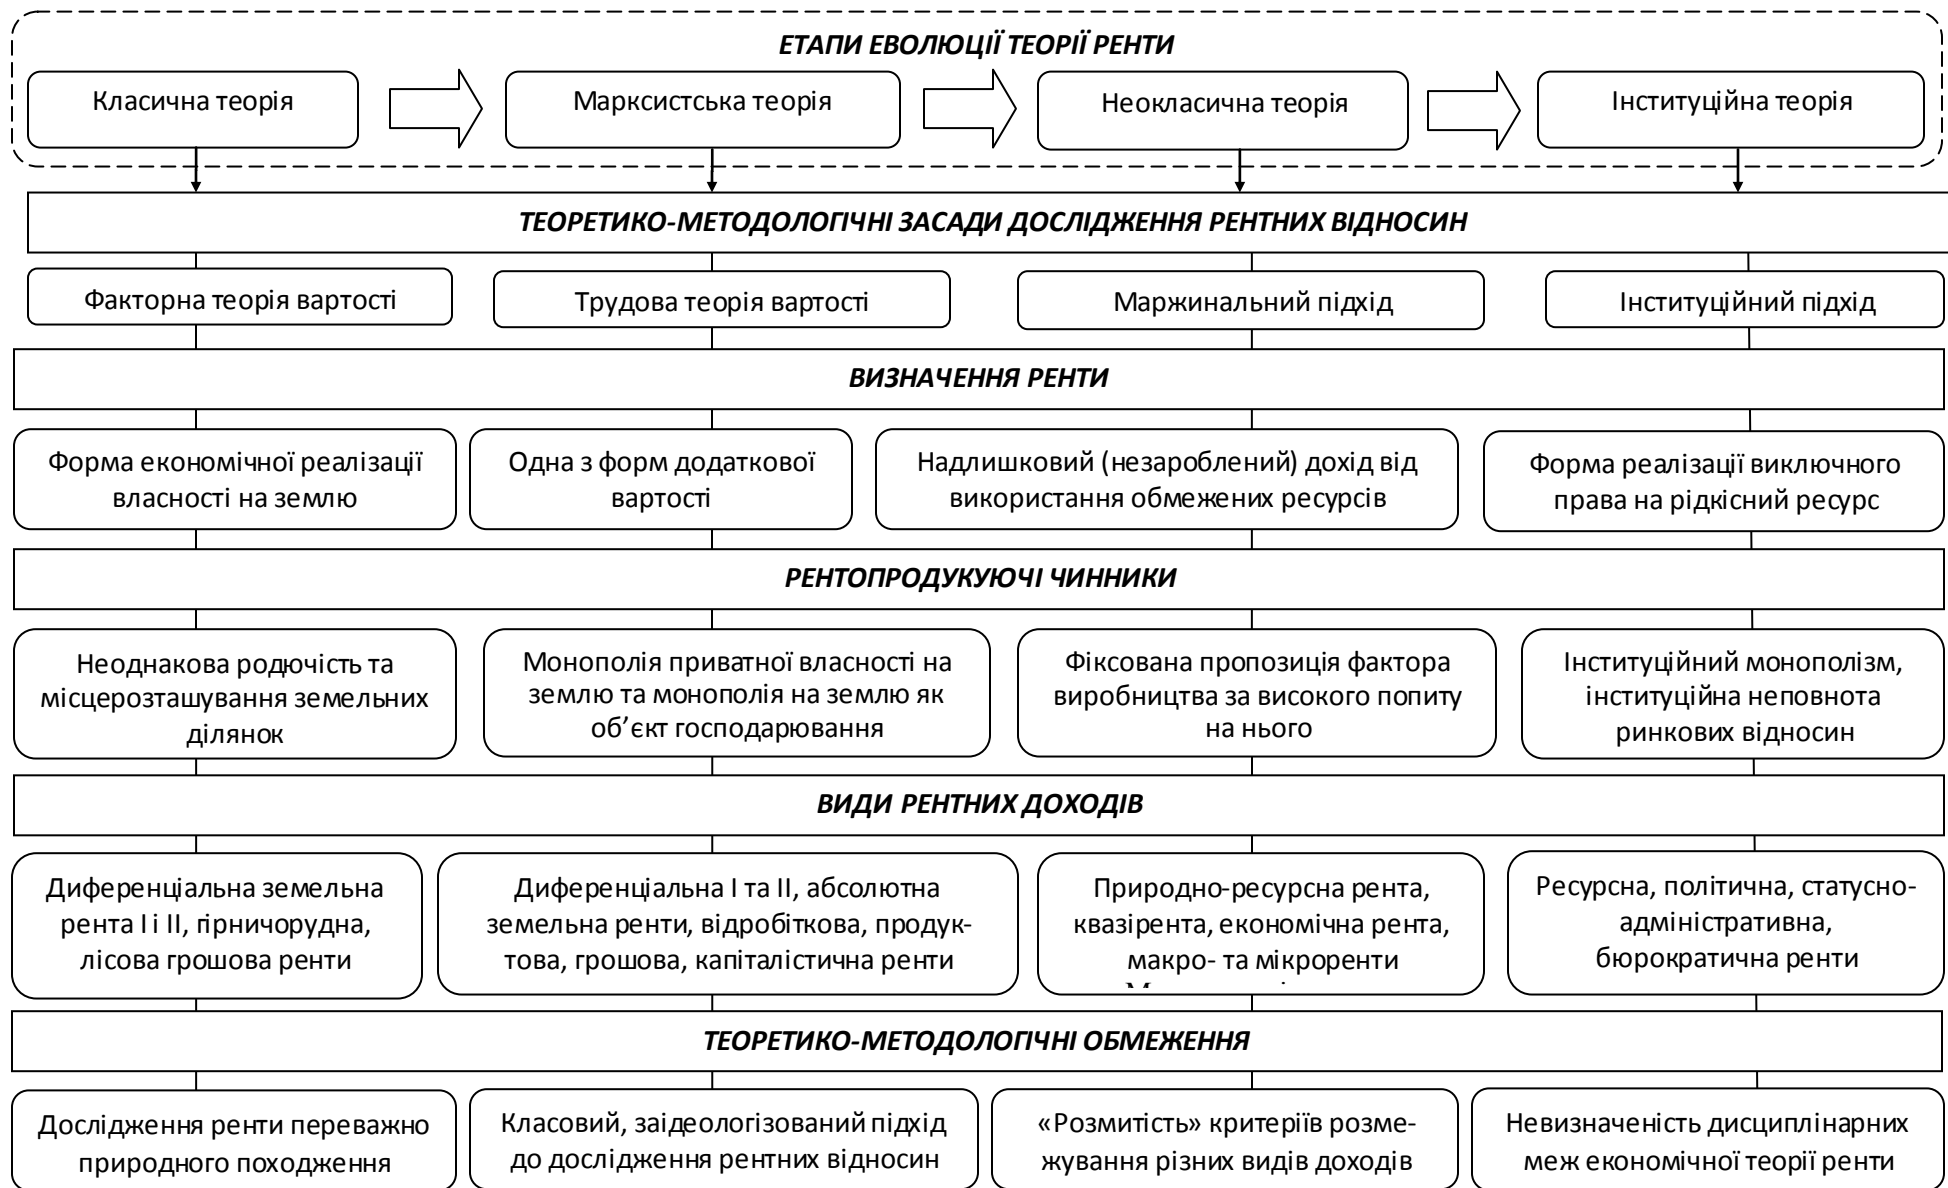 ЕТАПИ ЕВОЛЮЦІЇ ТЕОРІЇ РЕНТИ
Класична теорія
Марксистська теорія
Неокласична теорія
Інституційна теорія
ТЕОРЕТИКО-МЕТОДОЛОГІЧНІ ЗАСАДИ ДОСЛІДЖЕННЯ РЕНТНИХ ВІДНОСИН
Факторна теорія вартості
Трудова теорія вартості
Маржинальний підхід
Інституційний підхід
ВИЗНАЧЕННЯ РЕНТИ
Форма економічної реалізації
власності на землю
Одна з форм додаткової
вартості
Надлишковий (незароблений) дохід від
використання обмежених ресурсів
Форма реалізації виключного
права на рідкісний ресурс
РЕНТОПРОДУКУЮЧІ ЧИННИКИ
Неоднакова родючість та
місцерозташування земельних
ділянок
Монополія приватної власності на
землю та монополія на землю як
об’єкт господарювання
Фіксована пропозиція фактора
виробництва за високого попиту
на нього
Інституційний монополізм,
інституційна неповнота
ринкових відносин
ВИДИ РЕНТНИХ ДОХОДІВ
Диференціальна земельна
рента І і ІІ, гірничорудна,
лісова грошова ренти
Диференціальна І та ІІ, абсолютна
земельна ренти, відробіткова, продук-
това, грошова, капіталістична ренти
Природно-ресурсна рента,
квазірента, економічна рента,
макро- та мікроренти
Ресурсна, політична, статусно-
адміністративна,
бюрократична ренти
ТЕОРЕТИКО-МЕТОДОЛОГІЧНІ ОБМЕЖЕННЯ
Дослідження ренти переважно
природного походження
Класовий, заідеологізований підхід
до дослідження рентних відносин
«Розмитість» критеріїв розме-
жування різних видів доходів
Невизначеність дисциплінарних
меж економічної теорії ренти